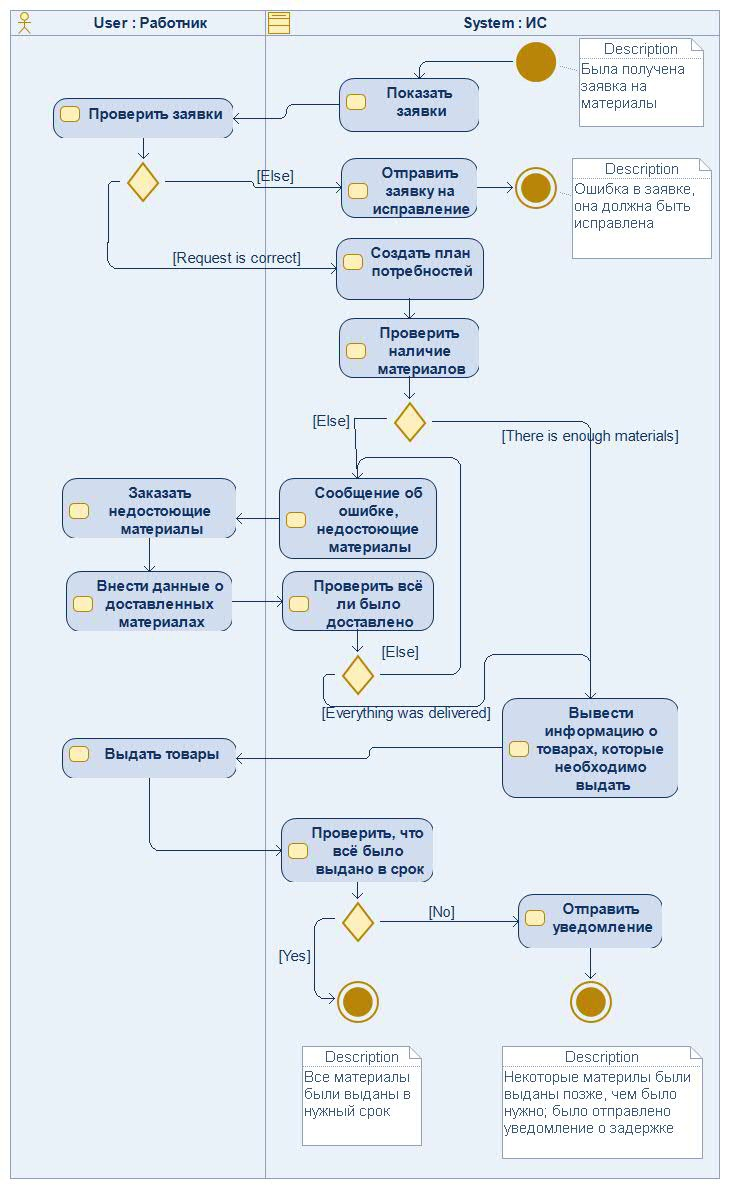 User : Работник
System : ИС
Description
Была получена
заявка на
материалы
Показать
заявки
Проверить заявки
[Else]
Отправить
заявку на
исправление
Description
Ошибка в заявке,
она должна быть
исправлена
[Request is correct]
Создать план
потребностей
Проверить
наличие
материалов
[Else]
[There is enough materials]
Заказать
недостоющие
материалы
Сообщение об
ошибке,
недостоющие
материалы
Внести данные о
доставленных
материалах
Проверить всё
ли было
доставлено
[Else]
[Everything was delivered]
Вывести
информацию о
товарах, которые
необходимо
выдать
Выдать товары
Проверить, что
всё было
выдано в срок
[No]
Отправить
уведомление
[Yes]
Description
Все материалы
были выданы в
нужный срок
Description
Некоторые материлы были
выданы позже, чем было
нужно; было отправлено
уведомление о задержке